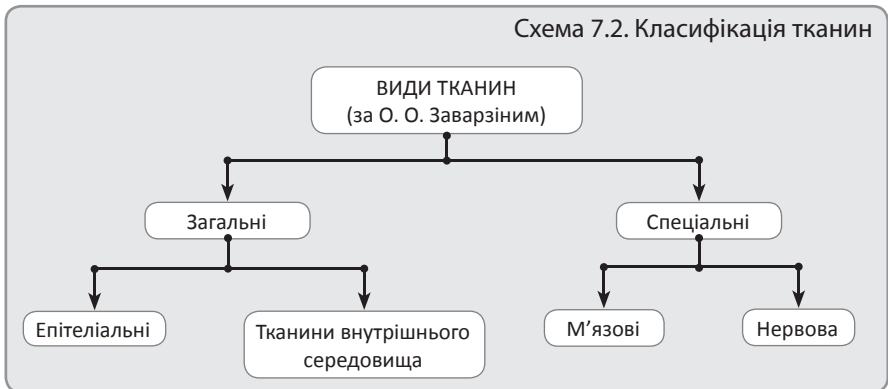 Схема 7.2. Класифікація тканин
ВИДИ ТКАНИН
(за О. О. Заварзіним)
Загальні
Спеціальні
Епітеліальні
Тканини внутрішнього
середовища
М’язові
Нервова